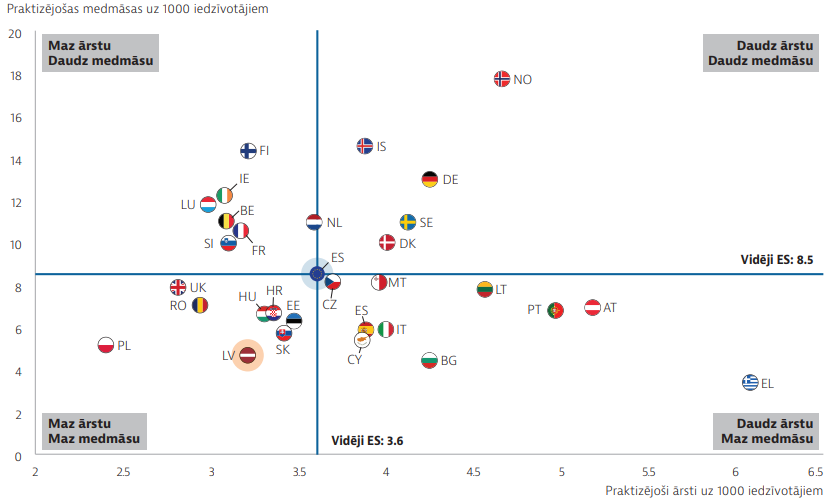 Praktizējošas medmāsas uz 1000 iedzīvotājiem
20
Maz ārstu
Daudz medmāsu
Daudz ārstu
Daudz medmāsu
18
NO
16
FI
IS
14
IE
DE
12
LU
BE
NL
SE
10
SI
FR
DK
ES
Vidēji ES: 8.5
8
UK
CZ
MT
LT
RO
HU
HR
EE
ES
PT
AT
6
PL
SK
IT
LV
CY
BG
4
EL
2
Maz ārstu
Maz medmāsu
Vidēji ES: 3.6
Daudz ārstu
Maz medmāsu
0
2 2.5 3 3.5 4 4.5 5 5.5 6 6.5
Praktizējoši ārsti uz 1000 iedzīvotājiem